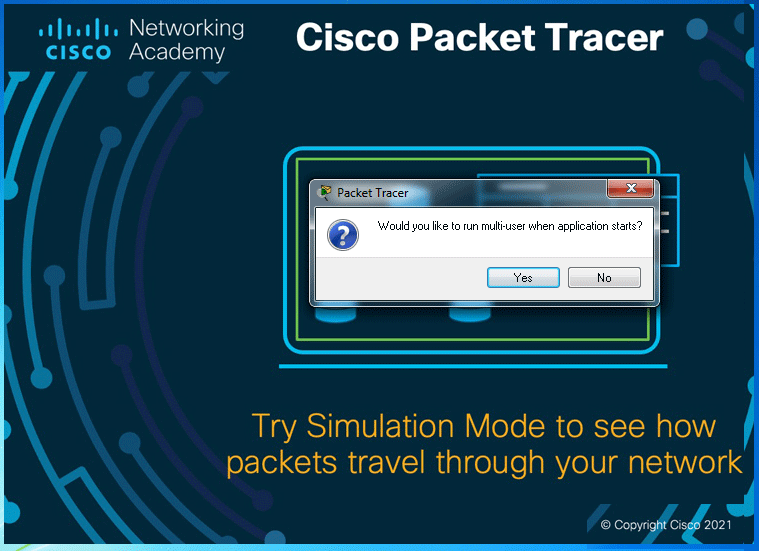 Networking
CISCO Academy
Cisco Packet Tracer
Packet Tracer
Would you like to run multi-user when application starts?
Yes No
Try Simulation Mode to see how
packets travel through your network
© Copyright Cisco 2021